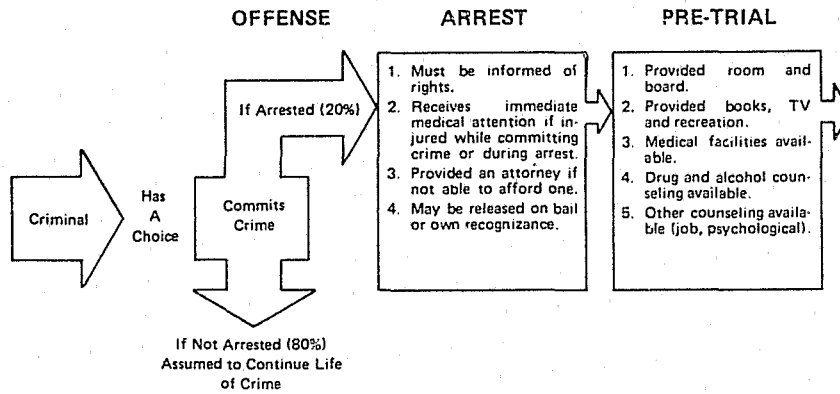 OFFENSE
ARREST
PRE-TRIAL
Criminal
Has
A
Choice
Commits
Crime
If Arrested (20%)
If Not Arrested (80%)
Assumed to Continue Life
of Crime
1. Must be informed of
rights.
2. Receives immediate
medical attention if in-
jured while committing
crime or during arrest.
3. Provided an attorney if
not able to afford one.
4. May be released on bail
or own recognizance.
1. Provided room and
board.
2. Provided books, TV
and recreation.
3. Medical facilities avail-
able.
4. Drug and alcohol coun-
seling available.
5. Other counseling availa-
ble (job, psychological).